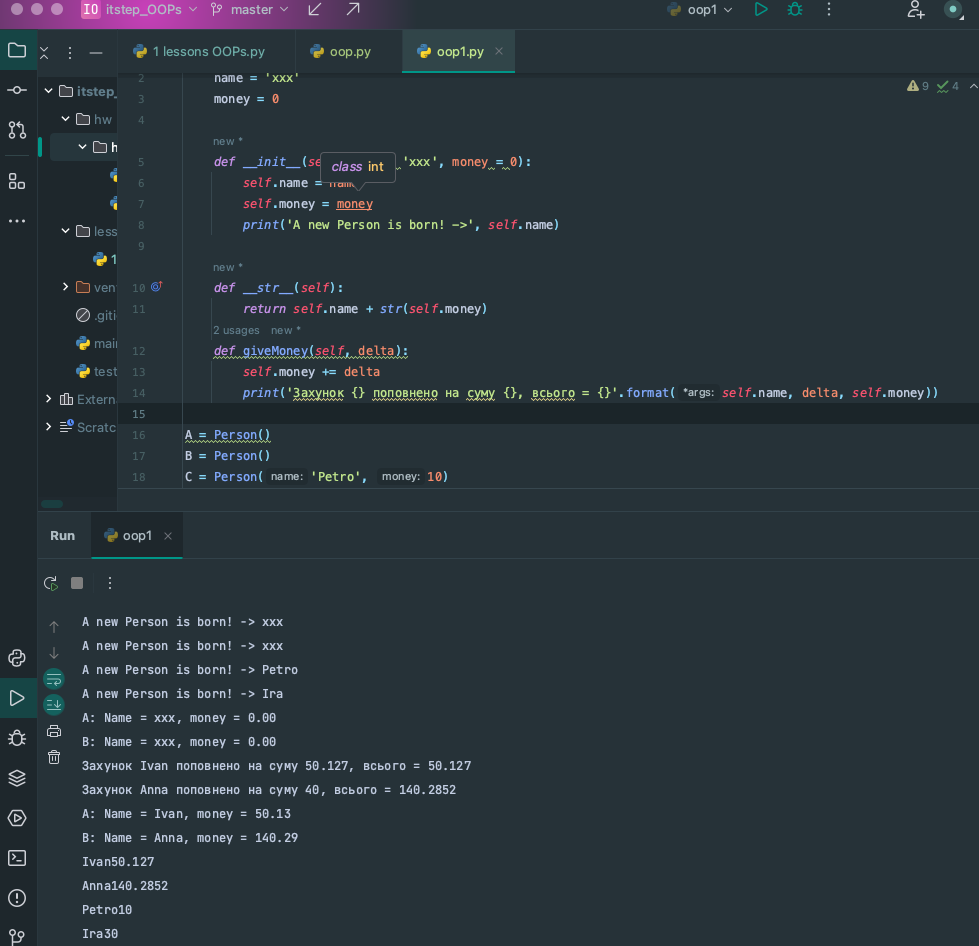 IO itstep_OOPs master oop1
1 lessons OOPs.py oop.py oop1.py
itstep_
hw
h
less
1
ven
.giti
mai
test
Extern
Scratc
9 4
2 name = 'xxx'
3 money = 0
4
new *
5 def __init__(se 'xxx', money = 0):
class int
6 self.name = name
7 self.money = money
8 print('A new Person is born! ->', self.name)
9
new *
10 def __str__(self):
11 return self.name + str(self.money)
2 usages new *
12 def giveMoney(self, delta):
13 self.money += delta
14 print('Захунок {} поповнено на суму {}, всього = {}'.format( *args: self.name, delta, self.money))
15
16 A = Person()
17 B = Person()
18 C = Person( name: 'Petro', money: 10)
Run oop1
A new Person is born! -> xxx
A new Person is born! -> xxx
A new Person is born! -> Petro
A new Person is born! -> Ira
A: Name = xxx, money = 0.00
B: Name = xxx, money = 0.00
Захунок Ivan поповнено на суму 50.127, всього = 50.127
Захунок Anna поповнено на суму 40, всього = 140.2852
A: Name = Ivan, money = 50.13
B: Name = Anna, money = 140.29
Ivan50.127
Anna140.2852
Petro10
Ira30